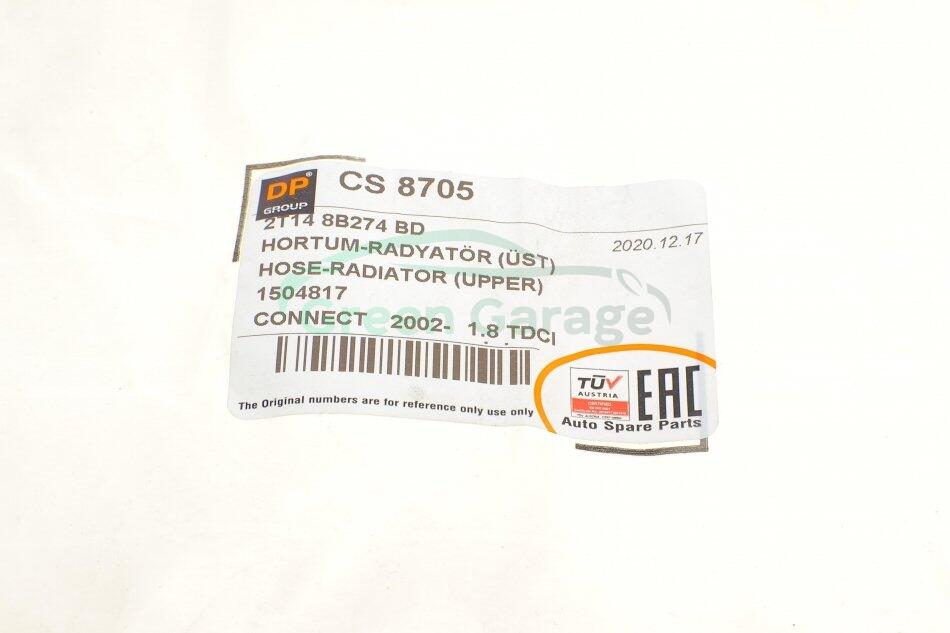 DP®
GROUP
CS 8705
2T14 8B274 BD
2020.12.17
HORTUM-RADYATÖR (ÜST)
HOSE-RADIATOR (UPPER)
1504817
Green Garage
CONNECT 2002- 1.8 TDCI
The Original numbers are for reference only use only
TÜV
AUSTRIA
CERTIFIED
EAC
Auto Spare Parts